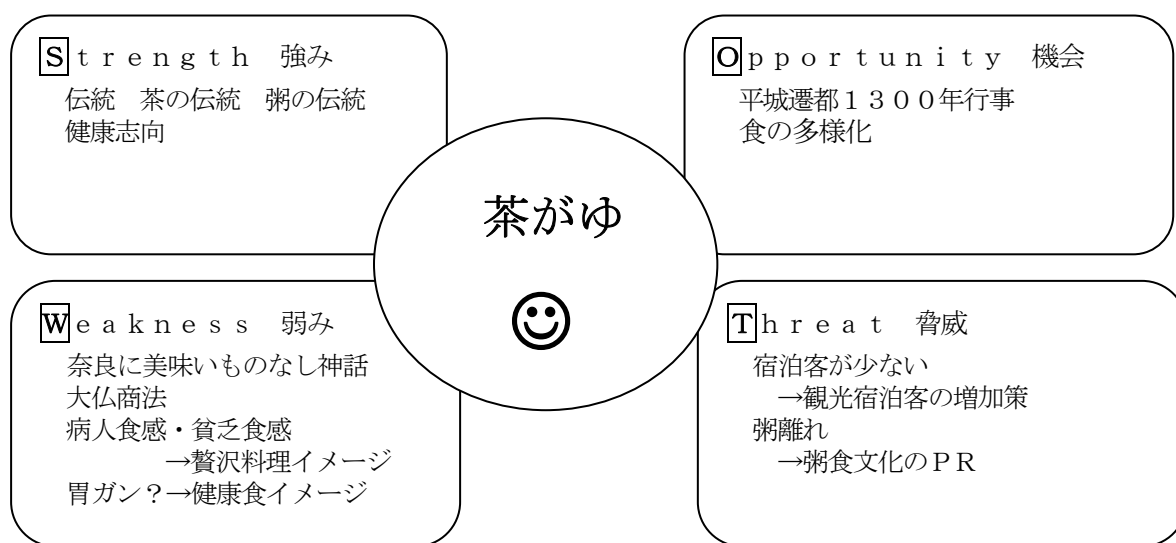 Ｓｔｒｅｎｇｔｈ　強み
伝統　茶の伝統　粥の伝統
健康志向
Ｏｐｐｏｒｔｕｎｉｔｙ　機会
平城遷都１３００年行事
食の多様化
茶がゆ
Ｗｅａｋｎｅｓｓ　弱み
奈良に美味いものなし神話
大仏商法
病人食感・貧乏食感
→贅沢料理イメージ
胃ガン？→健康食イメージ
Ｔｈｒｅａｔ　脅威
宿泊客が少ない
→観光宿泊客の増加策
粥離れ
→粥食文化のＰＲ